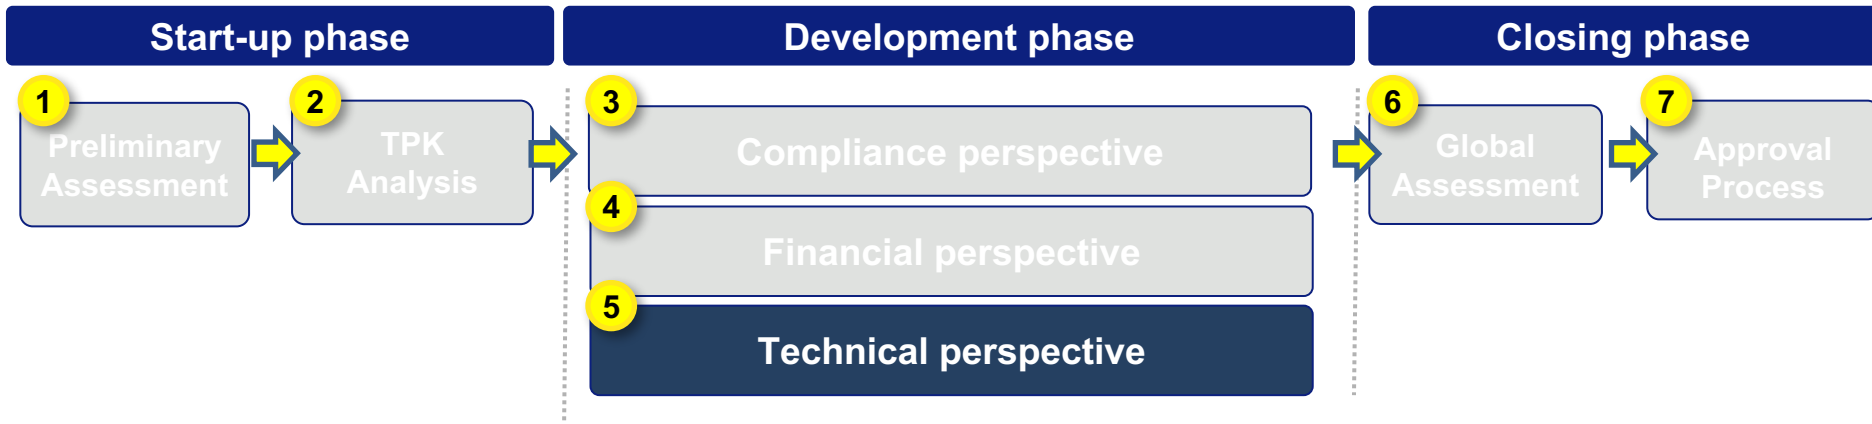 Start-up phase
Development phase
Closing phase
1
Preliminary
Assessment
2
TPK
Analysis
3
Compliance perspective
4
Financial perspective
5
Technical perspective
6
Global
Assessment
7
Approval
Process